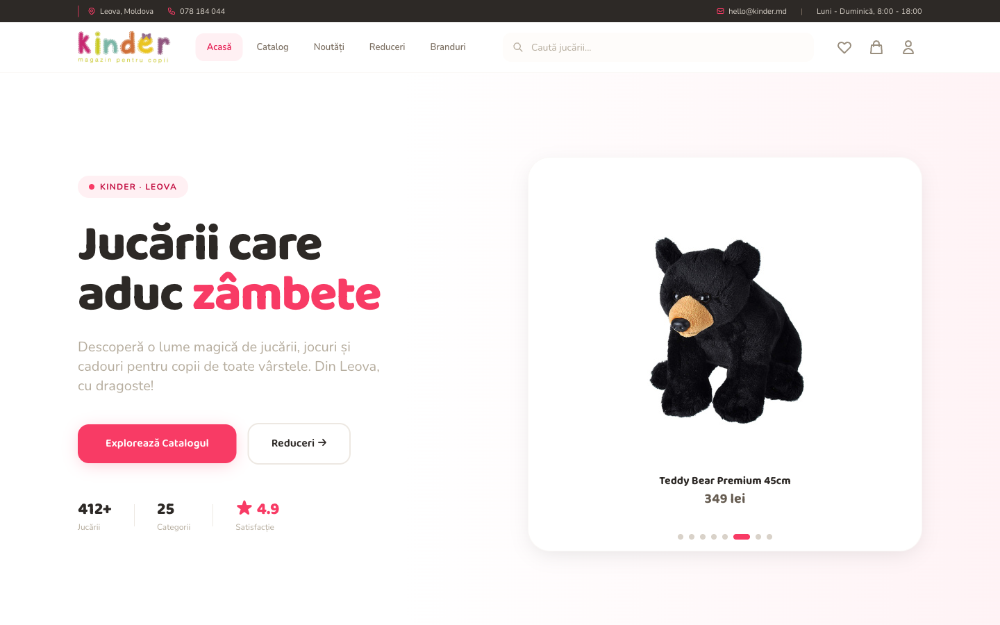 Leova, Moldova
078 184 044
hello@kinder.md
|
Luni - Duminică, 8:00 - 18:00
kinder
magazin pentru copii
Acasă
Catalog
Noutăți
Reduceri
Branduri
Caută jucării...
KINDER · LEOVA
Jucării care
aduc zâmbete
Descoperă o lume magică de jucării, jocuri și
cadouri pentru copii de toate vârstele. Din Leova,
cu dragoste!
Explorează Catalogul
Reduceri →
412+
Jucării
25
Categorii
★ 4.9
Satisfacție
Teddy Bear Premium 45cm
349 lei